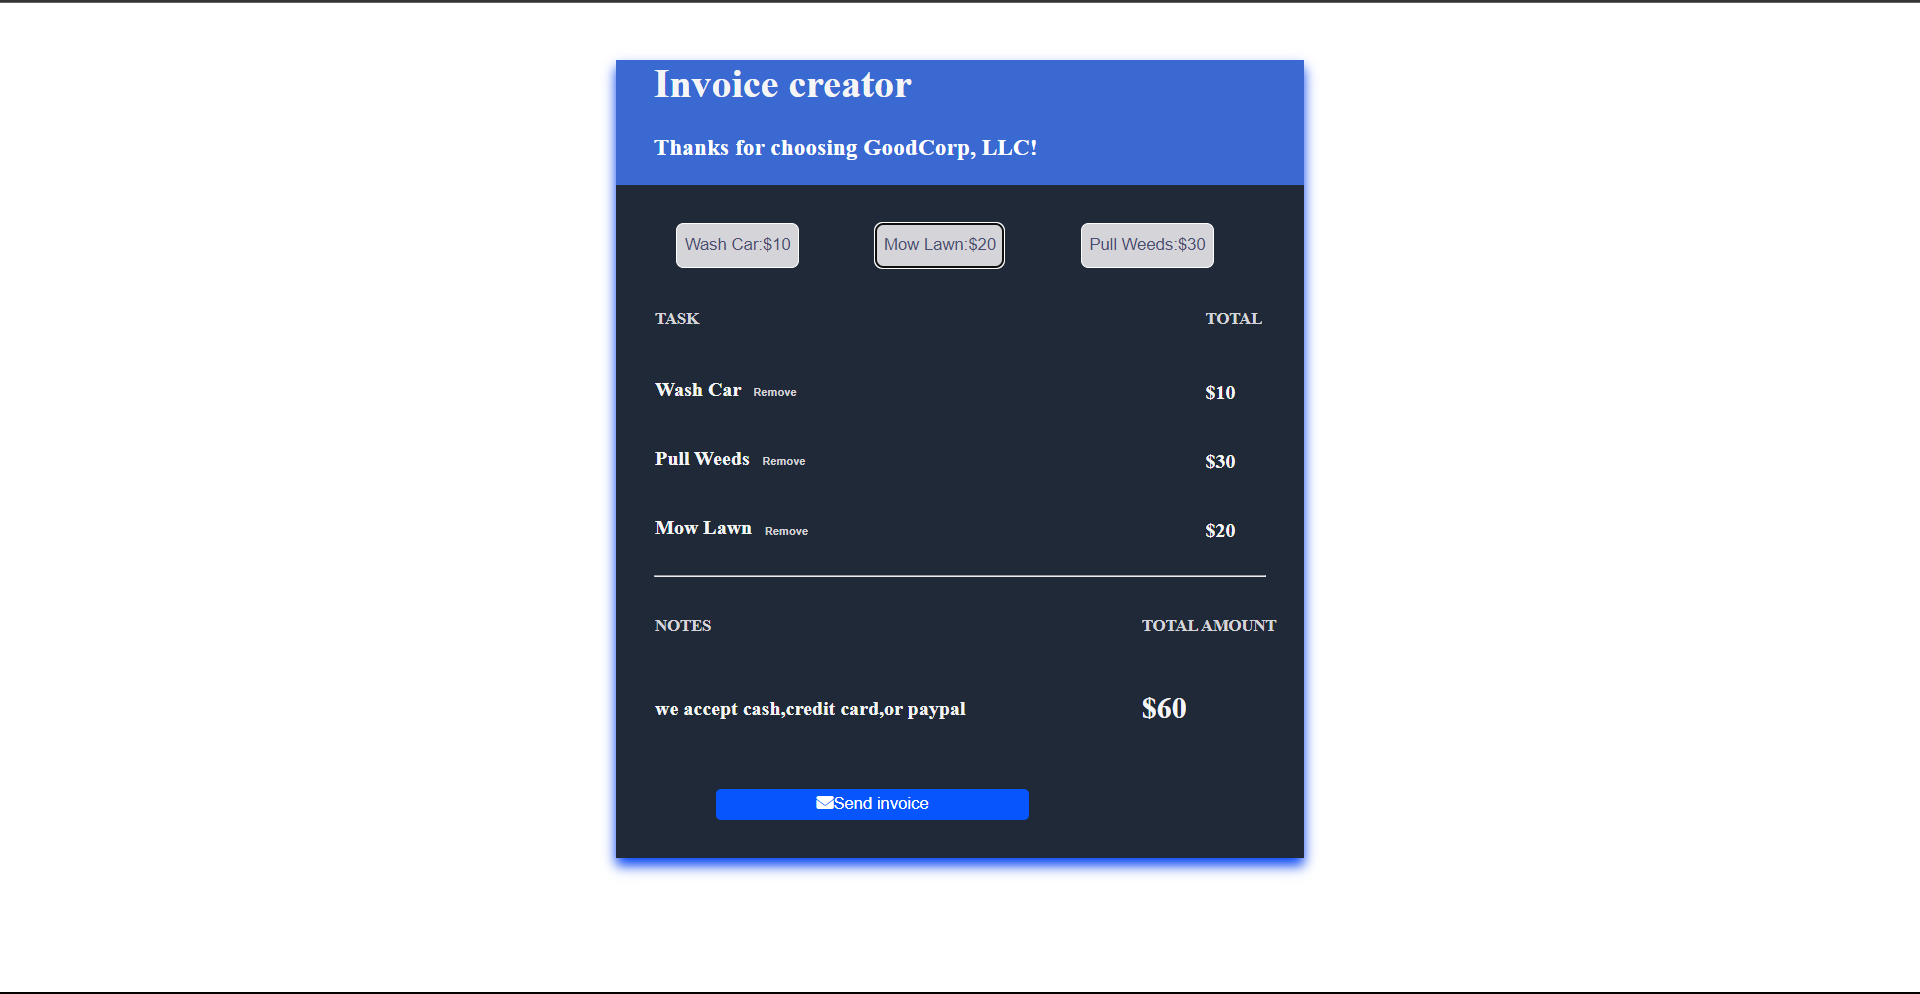 Invoice creator
Thanks for choosing GoodCorp, LLC!
Wash Car:$10 Mow Lawn:$20 Pull Weeds:$30
TASK TOTAL
Wash Car Remove $10
Pull Weeds Remove $30
Mow Lawn Remove $20
NOTES TOTAL AMOUNT
we accept cash,credit card,or paypal $60
Send invoice